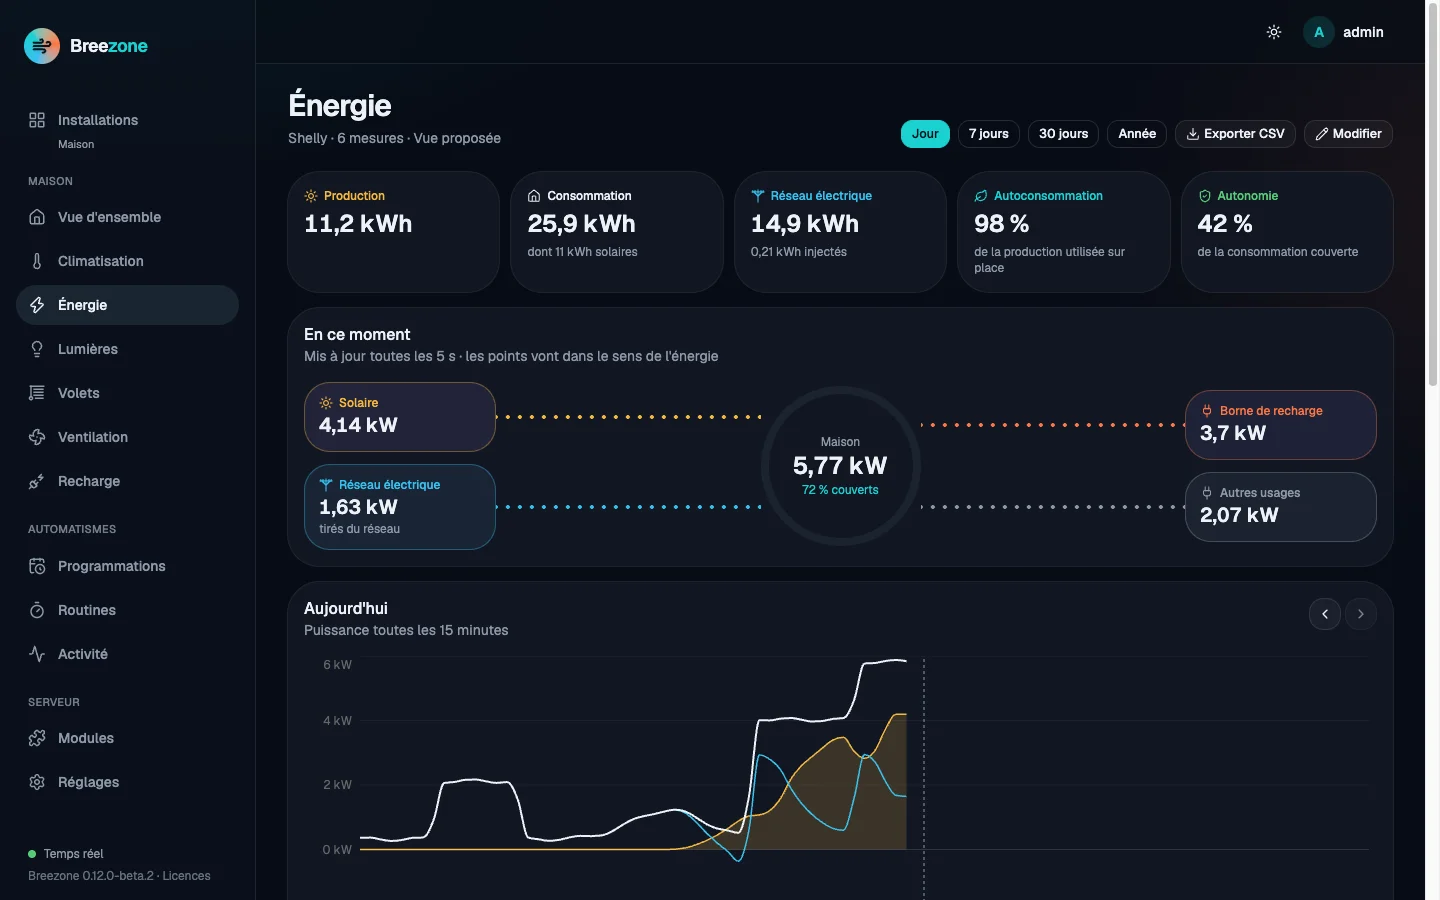 Breezone
admin
A
Installations
Maison
MAISON
Vue d'ensemble
Climatisation
Énergie
Lumières
Volets
Ventilation
Recharge
AUTOMATISMES
Programmations
Routines
Activité
SERVEUR
Modules
Réglages
Temps réel
Breezone 0.12.0-beta.2 · Licences
Énergie
Shelly · 6 mesures · Vue proposée
Jour
7 jours
30 jours
Année
Exporter CSV
Modifier
Production
11,2 kWh
Consommation
25,9 kWh
dont 11 kWh solaires
Réseau électrique
14,9 kWh
0,21 kWh injectés
Autoconsommation
98 %
de la production utilisée sur
place
Autonomie
42 %
de la consommation couverte
En ce moment
Mis à jour toutes les 5 s · les points vont dans le sens de l'énergie
Solaire
4,14 kW
Réseau électrique
1,63 kW
tirés du réseau
Maison
5,77 kW
72 % couverts
Borne de recharge
3,7 kW
Autres usages
2,07 kW
Aujourd'hui
Puissance toutes les 15 minutes
6 kW
4 kW
2 kW
0 kW